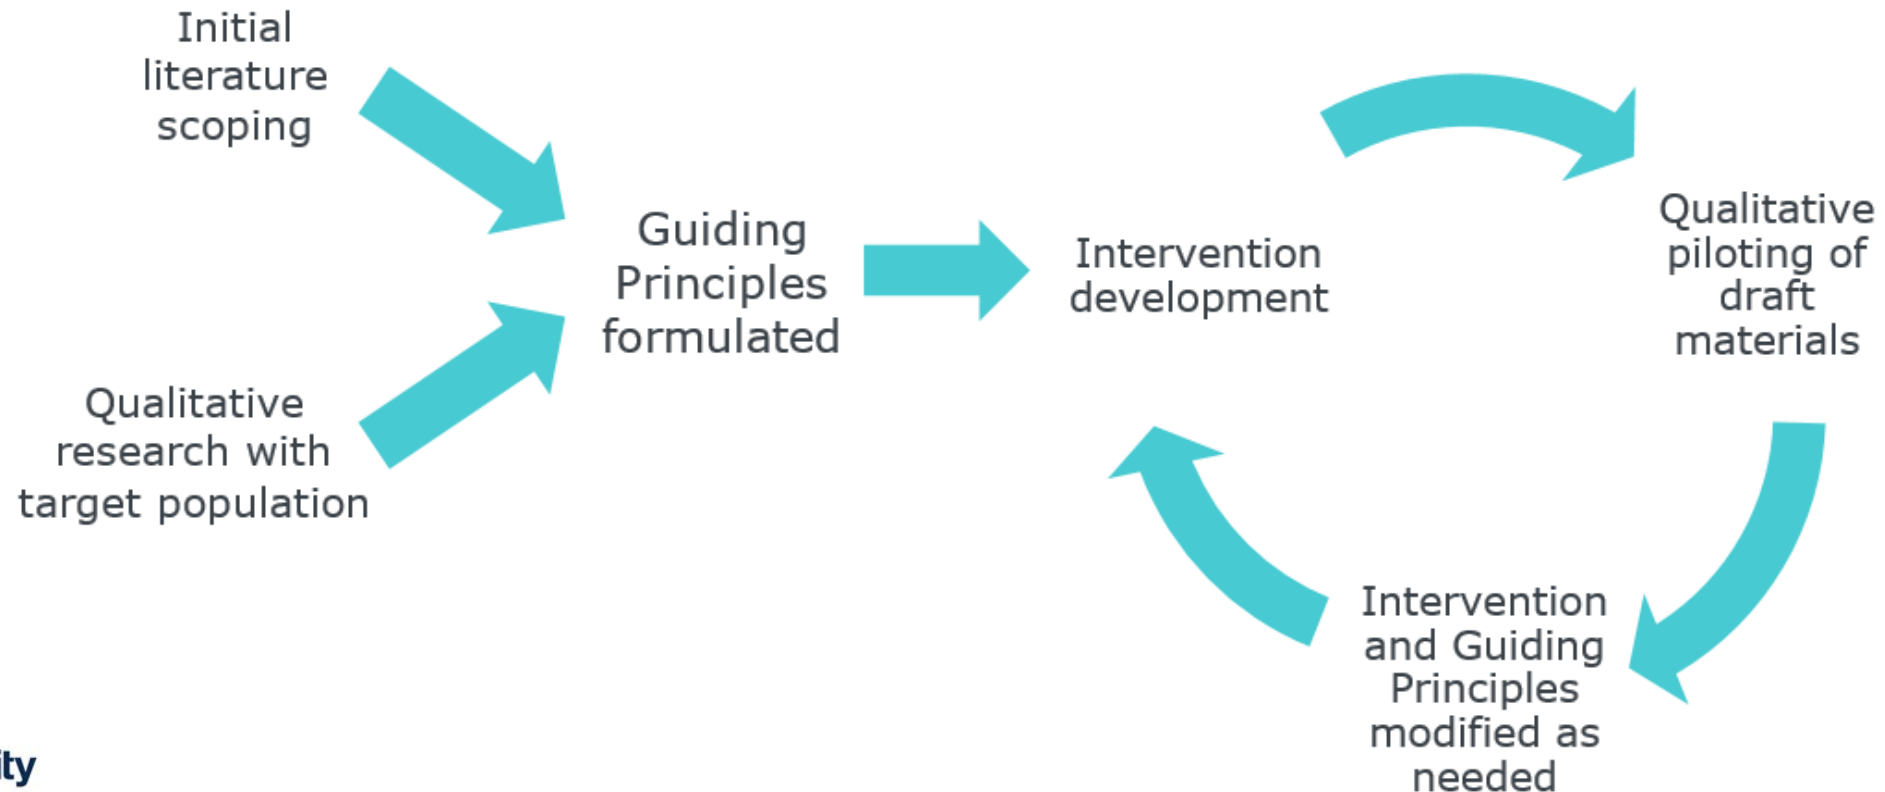 Initial
literature
scoping
Qualitative
research with
target population
Guiding
Principles
formulated
Intervention
development
Qualitative
piloting of
draft
materials
Intervention
and Guiding
Principles
modified as
needed
ity